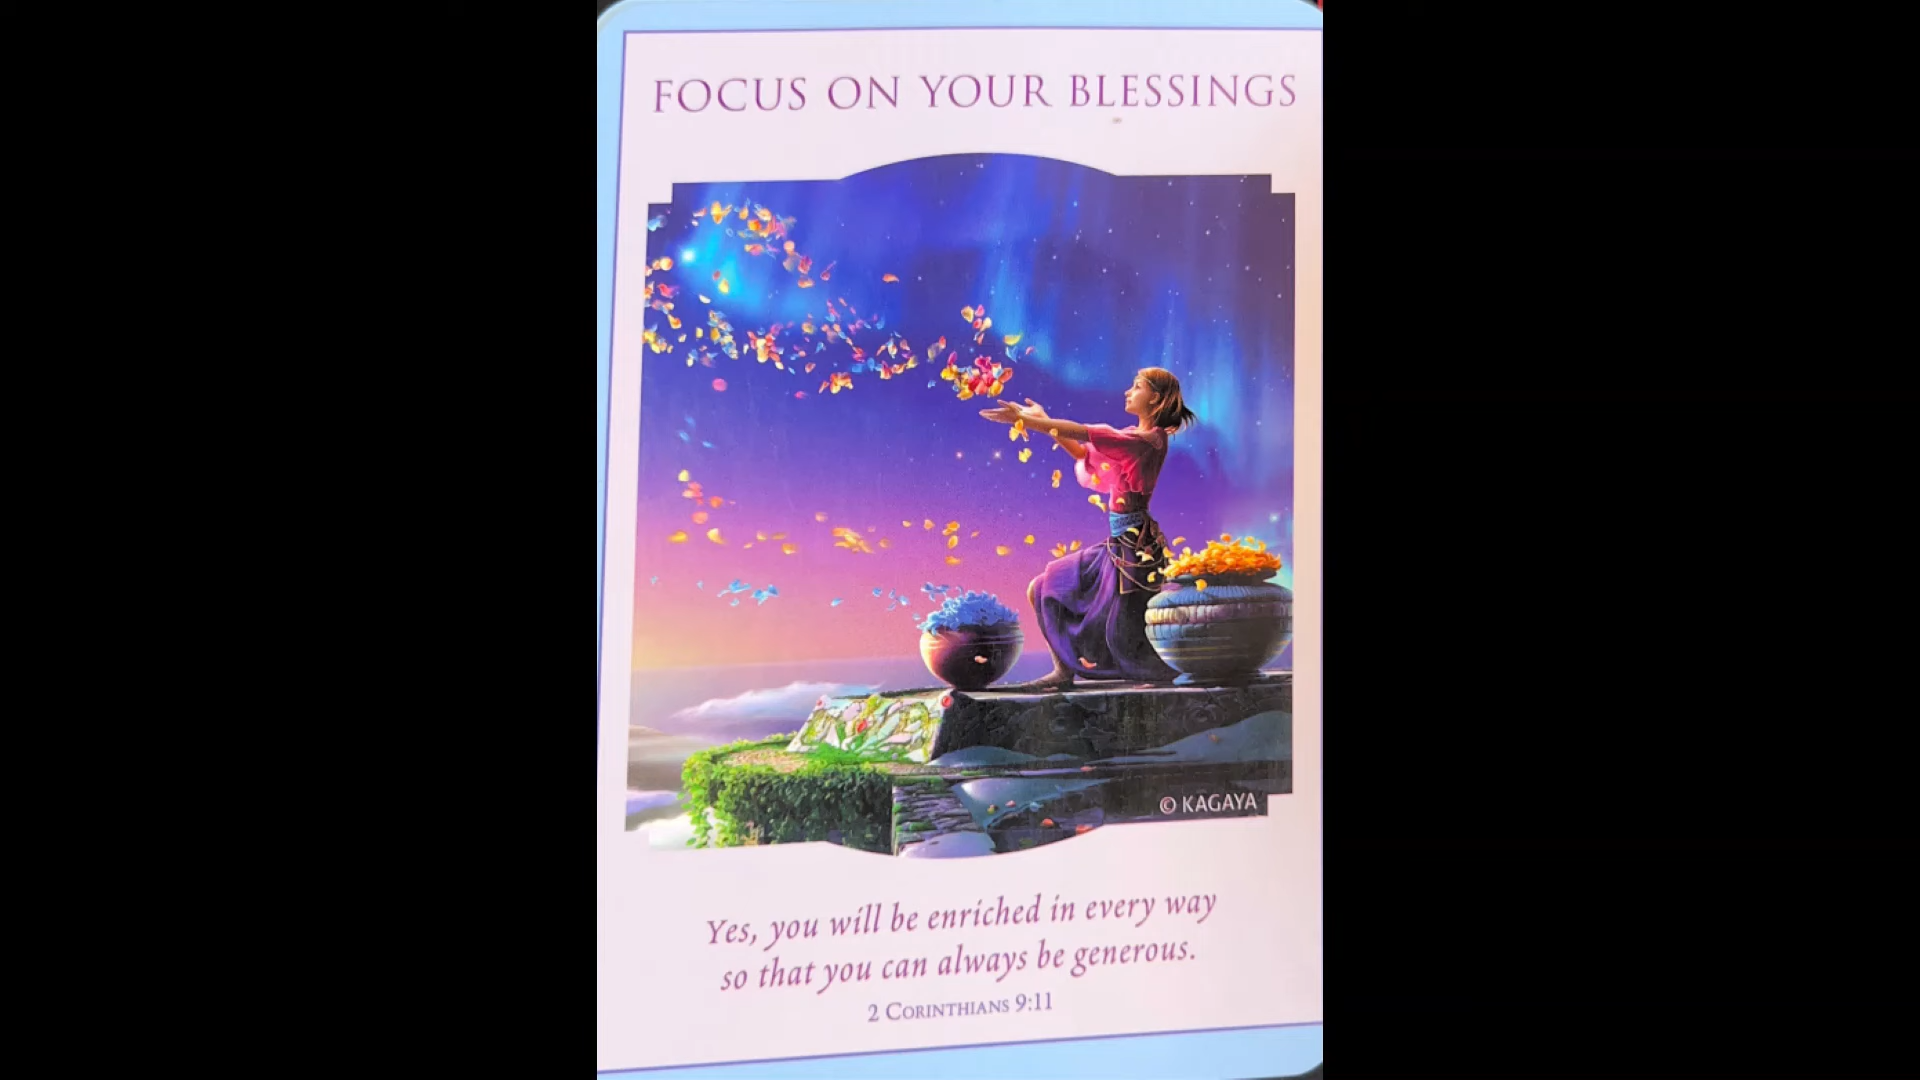 FOCUS ON YOUR BLESSINGS
© KAGAYA
Yes, you will be enriched in every way
so that you can always be generous.
2 CORINTHIANS 9:11